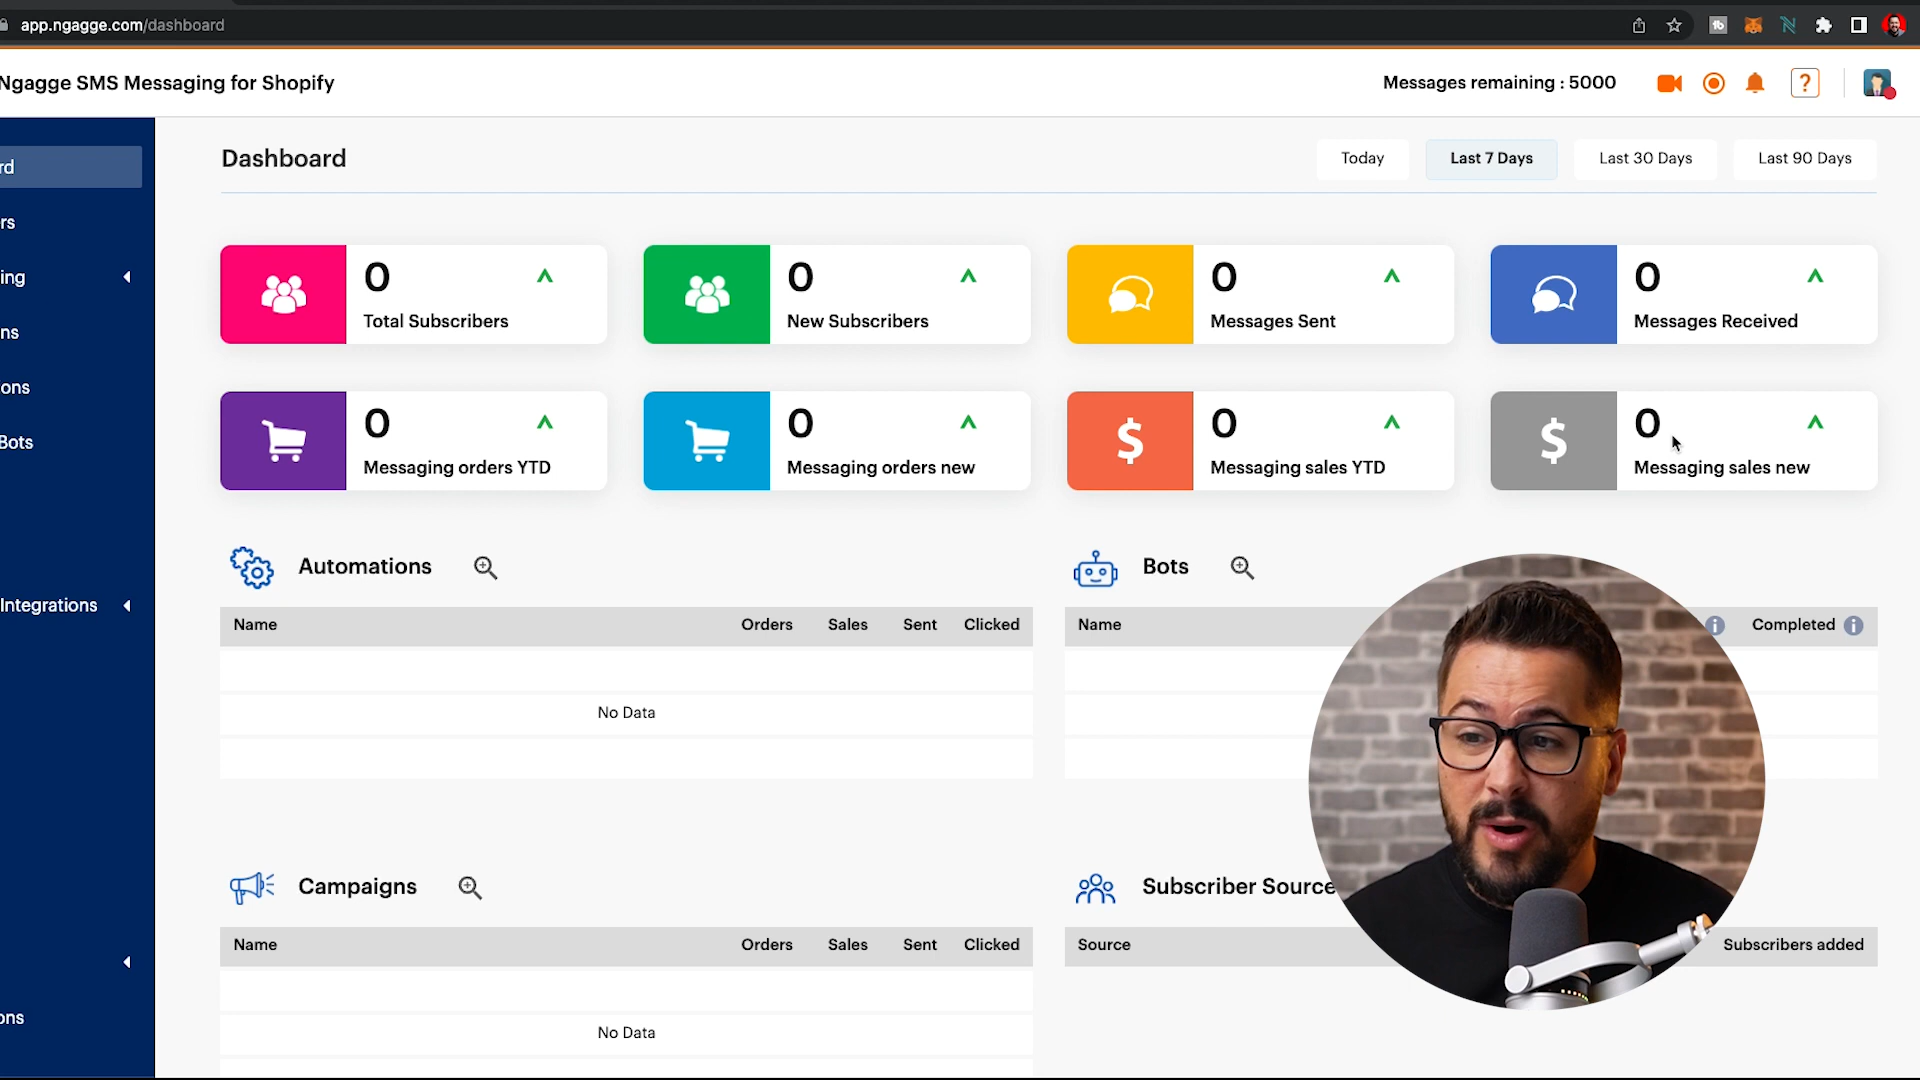 app.ngagge.com/dashboard
Ngagge SMS Messaging for Shopify
Messages remaining : 5000
?
rd
rs
ing
ns
ons
Bots
Integrations
ons
Dashboard
Today
Last 7 Days
Last 30 Days
Last 90 Days
0
Total Subscribers
0
New Subscribers
0
Messages Sent
0
Messages Received
0
Messaging orders YTD
0
Messaging orders new
$
0
Messaging sales YTD
$
0
Messaging sales new
Automations
Name Orders Sales Sent Clicked
No Data
Bots
Name Completed
Campaigns
Name Orders Sales Sent Clicked
No Data
Subscriber Source
Source Subscribers added